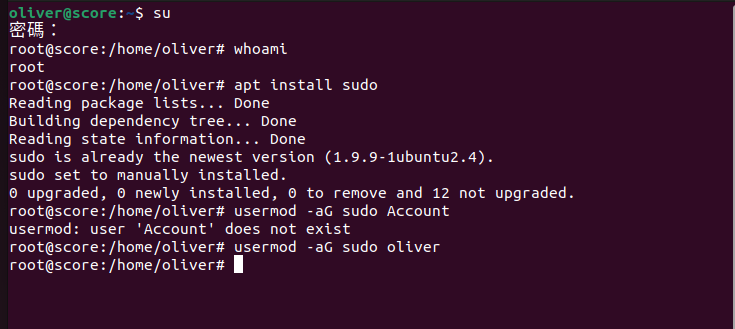 oliver@score:~$ su
密碼：
root@score:/home/oliver# whoami
root
root@score:/home/oliver# apt install sudo
Reading package lists... Done
Building dependency tree... Done
Reading state information... Done
sudo is already the newest version (1.9.9-1ubuntu2.4).
sudo set to manually installed.
0 upgraded, 0 newly installed, 0 to remove and 12 not upgraded.
root@score:/home/oliver# usermod -aG sudo Account
usermod: user 'Account' does not exist
root@score:/home/oliver# usermod -aG sudo oliver
root@score:/home/oliver#